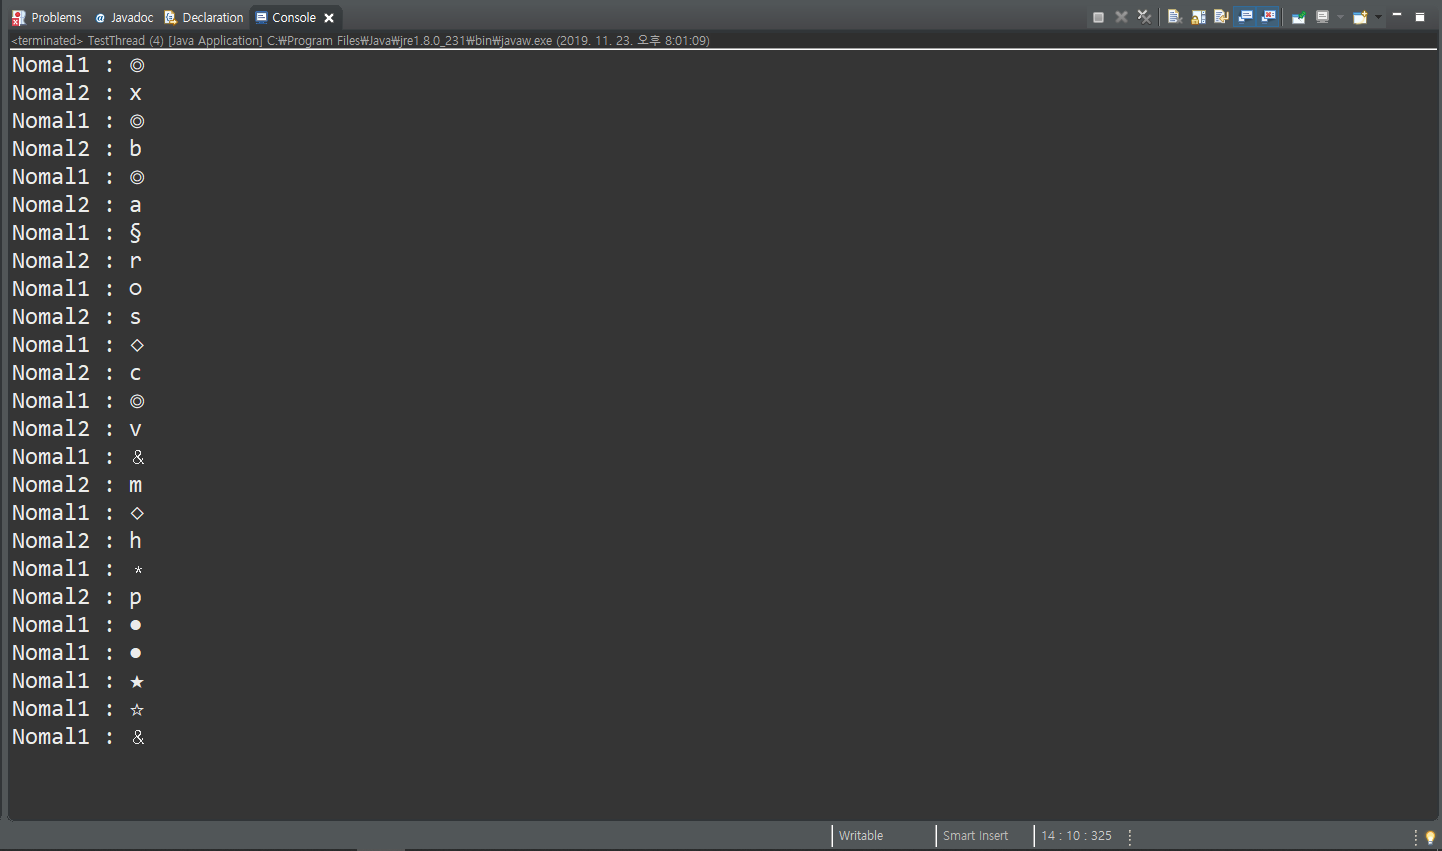 Problems @ Javadoc Declaration Console
<terminated> TestThread (4) [Java Application] C:₩Program Files₩Java₩jre1.8.0_231₩bin₩javaw.exe (2019. 11. 23. 오후 8:01:09)
Nomal1 : ◎
Nomal2 : x
Nomal1 : ◎
Nomal2 : b
Nomal1 : ◎
Nomal2 : a
Nomal1 : §
Nomal2 : r
Nomal1 : ○
Nomal2 : s
Nomal1 : ◇
Nomal2 : c
Nomal1 : ◎
Nomal2 : v
Nomal1 : &
Nomal2 : m
Nomal1 : ◇
Nomal2 : h
Nomal1 : *
Nomal2 : p
Nomal1 : ●
Nomal1 : ●
Nomal1 : ★
Nomal1 : ☆
Nomal1 : &
Writable Smart Insert 14 : 10 : 325